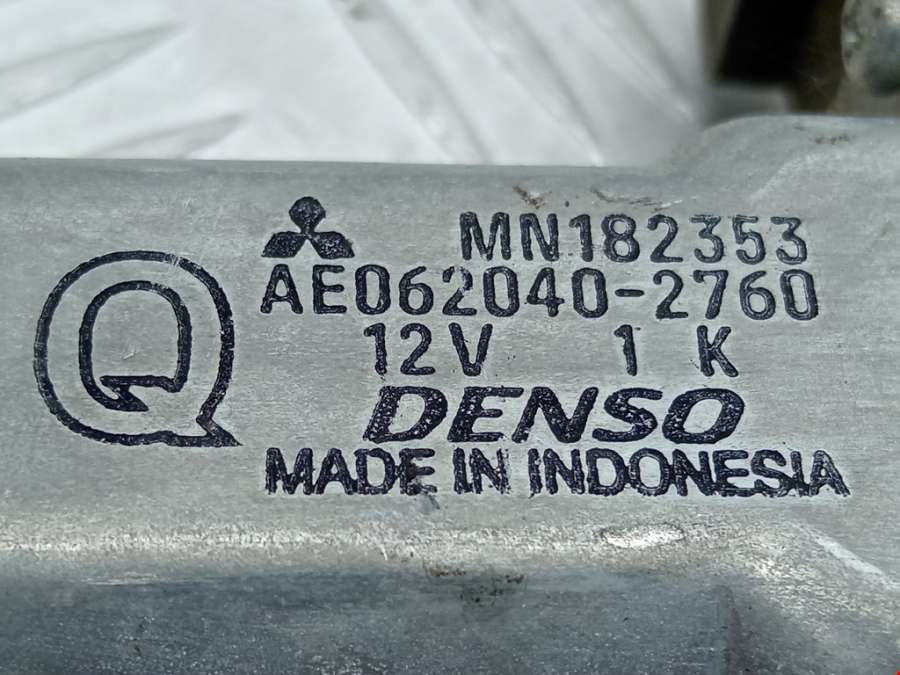 MN182353
AE062040-2760
Q
12V 1 K
DENSO
MADE IN INDONESIA